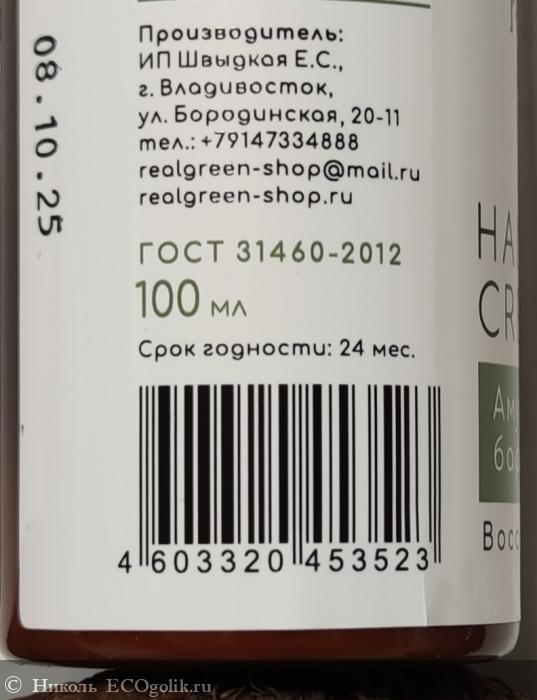 08.10.25
Производитель:
ИП Швыдкая Е.С.,
г. Владивосток,
ул. Бородинская, 20-11
тел.: +79147334888
realgreen-shop@mail.ru
realgreen-shop.ru
ГОСТ 31460-2012
100 мл
Срок годности: 24 мес.
4 603320 453523
© Николь ECOgolik.ru